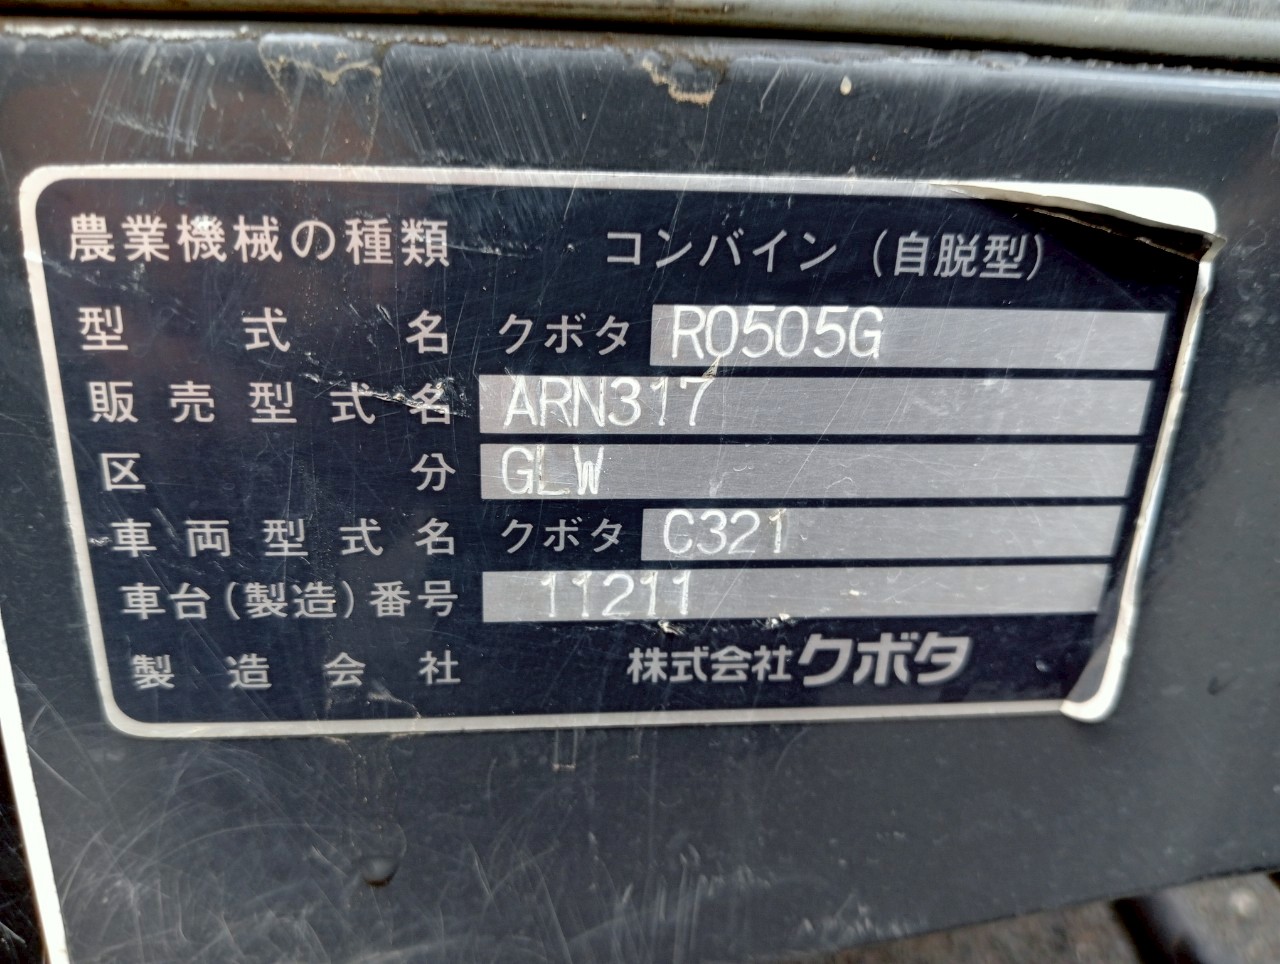 農業機械の種類 コンバイン(自脱型)
型式名 クボタ R0505G
販売型式名 ARN317
区分 GLW
車両型式名 クボタ C321
車台(製造)番号 11211
製造会社 株式会社クボタ